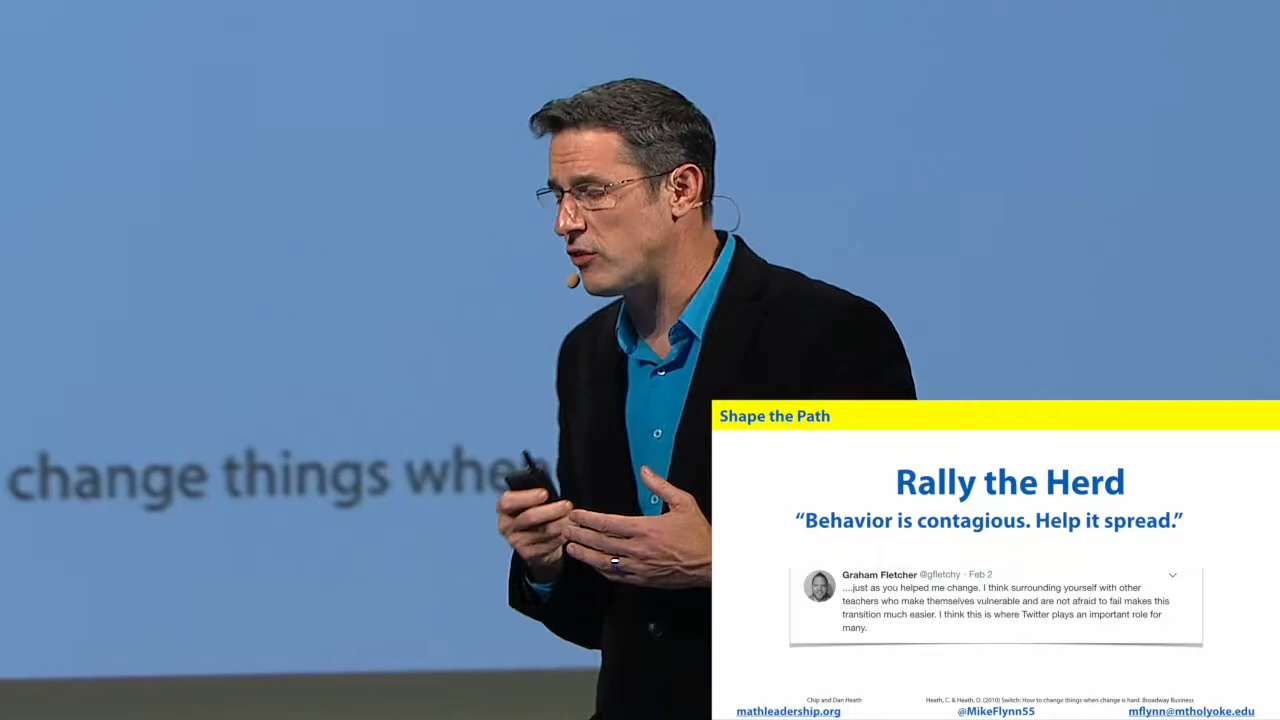 change things when
Shape the Path
Rally the Herd
“Behavior is contagious. Help it spread.”
Graham Fletcher @gfletchy · Feb 2
....just as you helped me change. I think surrounding yourself with other
teachers who make themselves vulnerable and are not afraid to fail makes this
transition much easier. I think this is where Twitter plays an important role for
many.
Chip and Dan Heath
Heath, C. & Heath, D. (2010) Switch: How to change things when change is hard. Broadway Business
mathleadership.org
@MikeFlynn55
mflynn@mtholyoke.edu